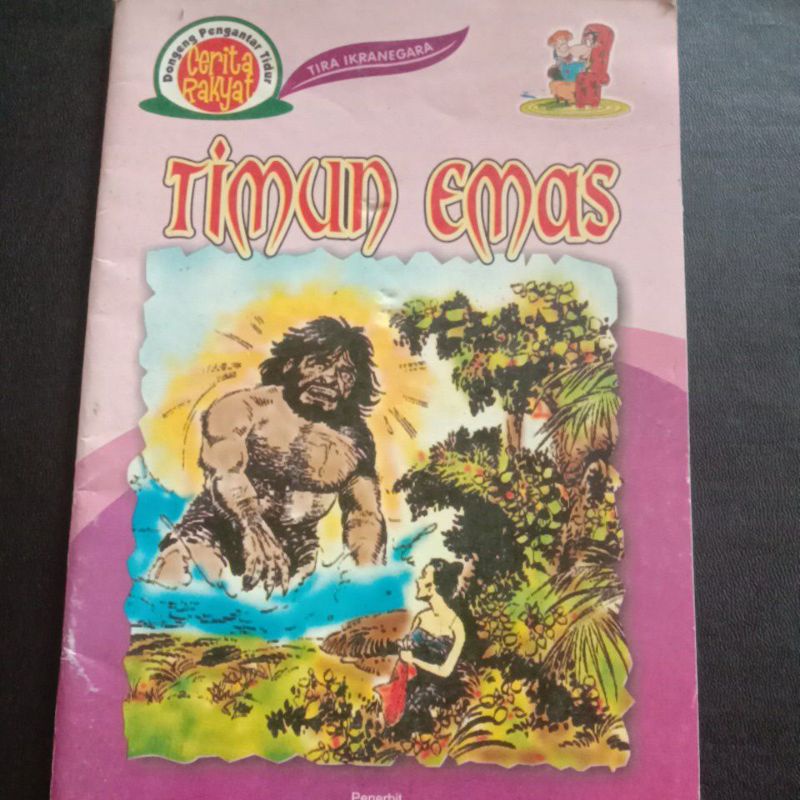 Dongeng Pengantar Tidur
Cerita
Rakyat
TIRA IKRANEGARA
Timun Emas
Penerbit